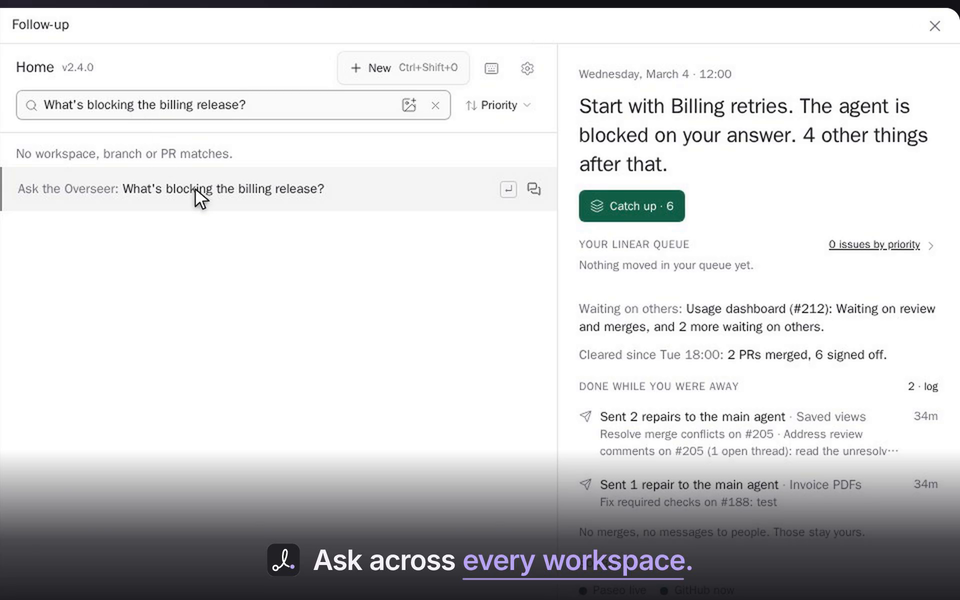 Follow-up
Home v2.4.0
New Ctrl+Shift+O
What's blocking the billing release?
Priority
No workspace, branch or PR matches.
Ask the Overseer: What's blocking the billing release?
Wednesday, March 4 · 12:00
Start with Billing retries. The agent is
blocked on your answer. 4 other things
after that.
Catch up · 6
YOUR LINEAR QUEUE
0 issues by priority
Nothing moved in your queue yet.
Waiting on others: Usage dashboard (#212): Waiting on review
and merges, and 2 more waiting on others.
Cleared since Tue 18:00: 2 PRs merged, 6 signed off.
DONE WHILE YOU WERE AWAY
2 · log
Sent 2 repairs to the main agent · Saved views
34m
Resolve merge conflicts on #205 · Address review
comments on #205 (1 open thread): read the unresolv···
Sent 1 repair to the main agent · Invoice PDFs
34m
Fix required checks on #188: test
No merges, no messages to people. Those stay yours.
Ask across every workspace.
GitHub now